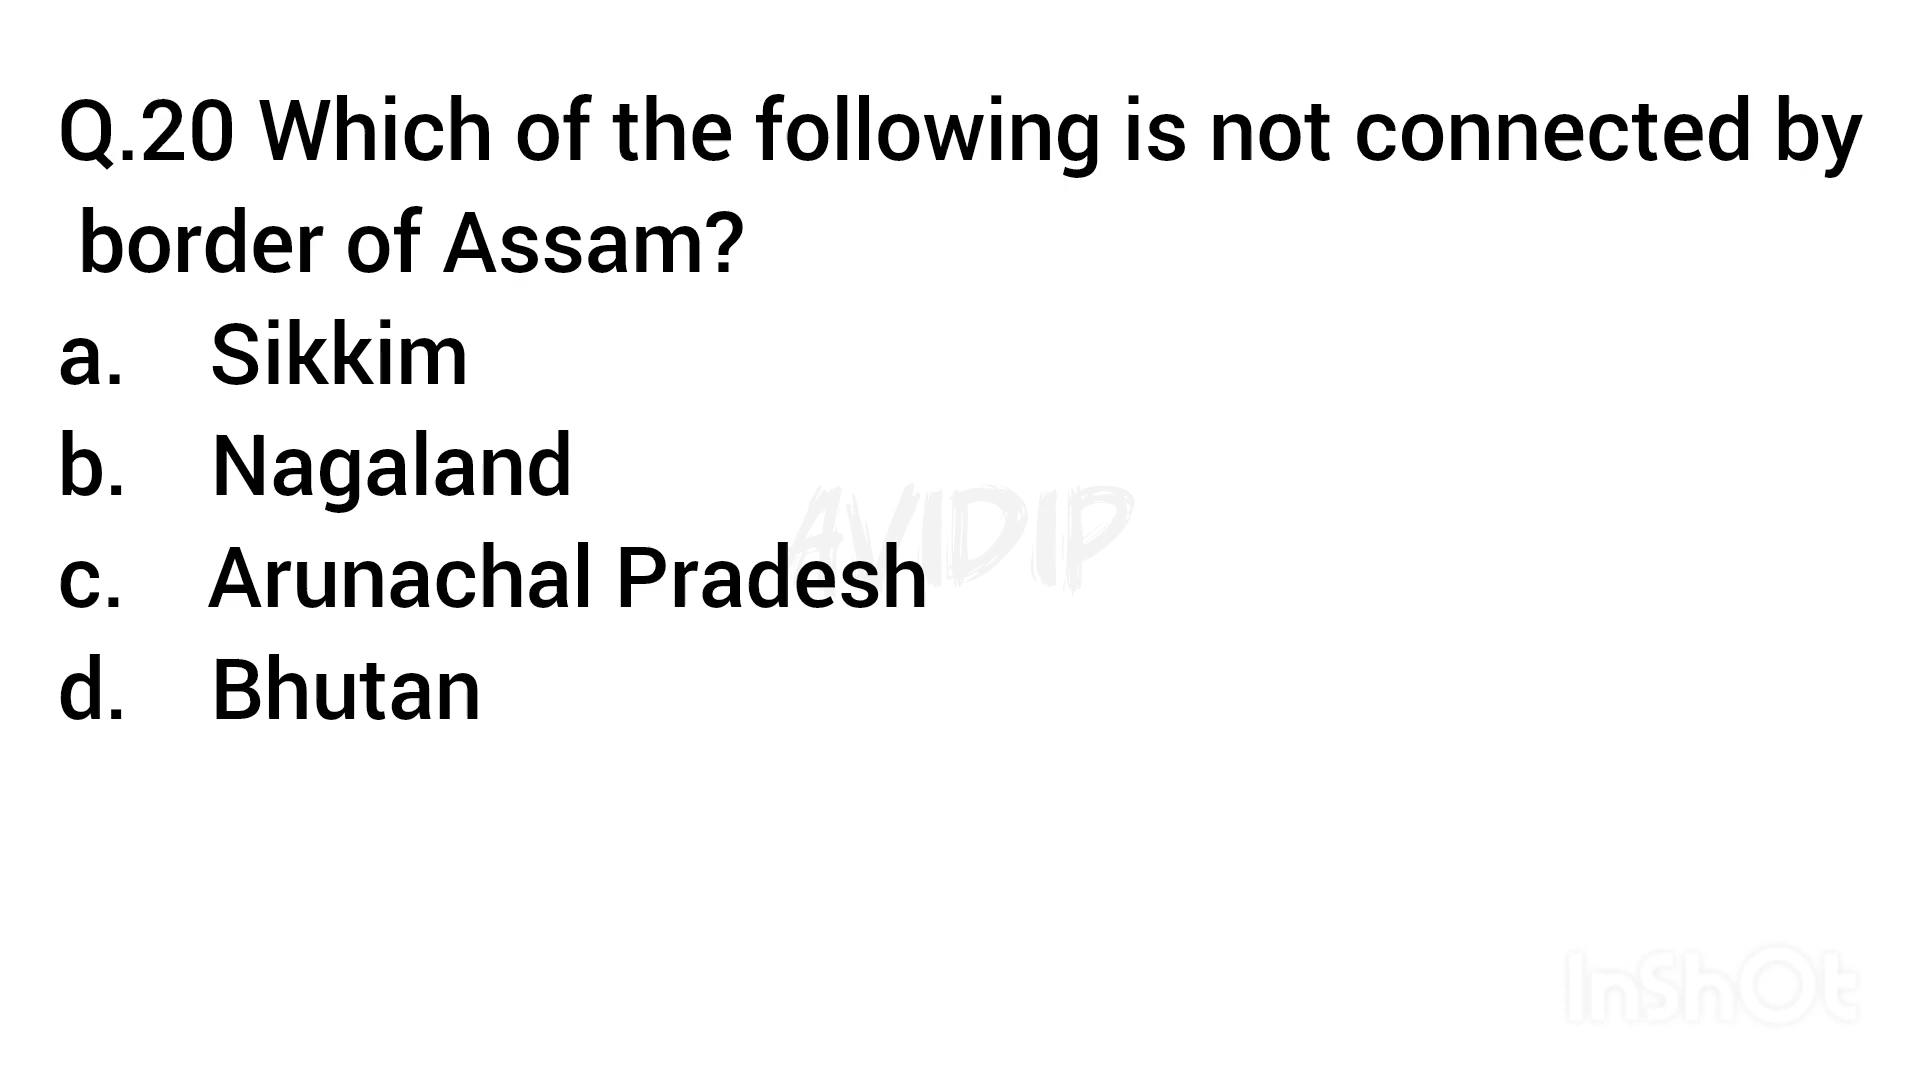 Q.20 Which of the following is not connected by
border of Assam?
a. Sikkim
b. Nagaland
AVIDIP
c. Arunachal Pradesh
d. Bhutan
InShOt